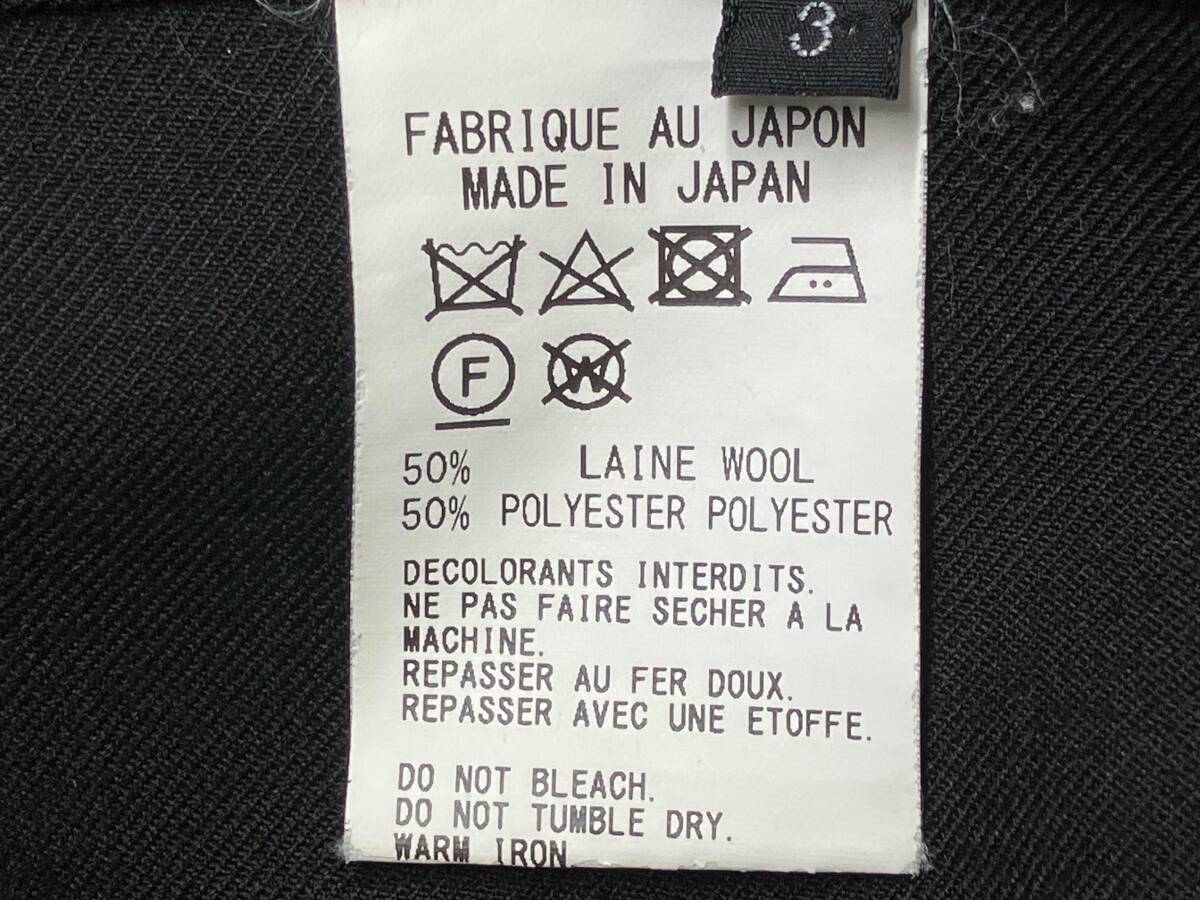 3
FABRIQUE AU JAPON
MADE IN JAPAN
F W
50% LAINE WOOL
50% POLYESTER POLYESTER
DECOLORANTS INTERDITS.
NE PAS FAIRE SECHER A LA
MACHINE.
REPASSER AU FER DOUX.
REPASSER AVEC UNE ETOFFE.
DO NOT BLEACH.
DO NOT TUMBLE DRY.
WARM IRON